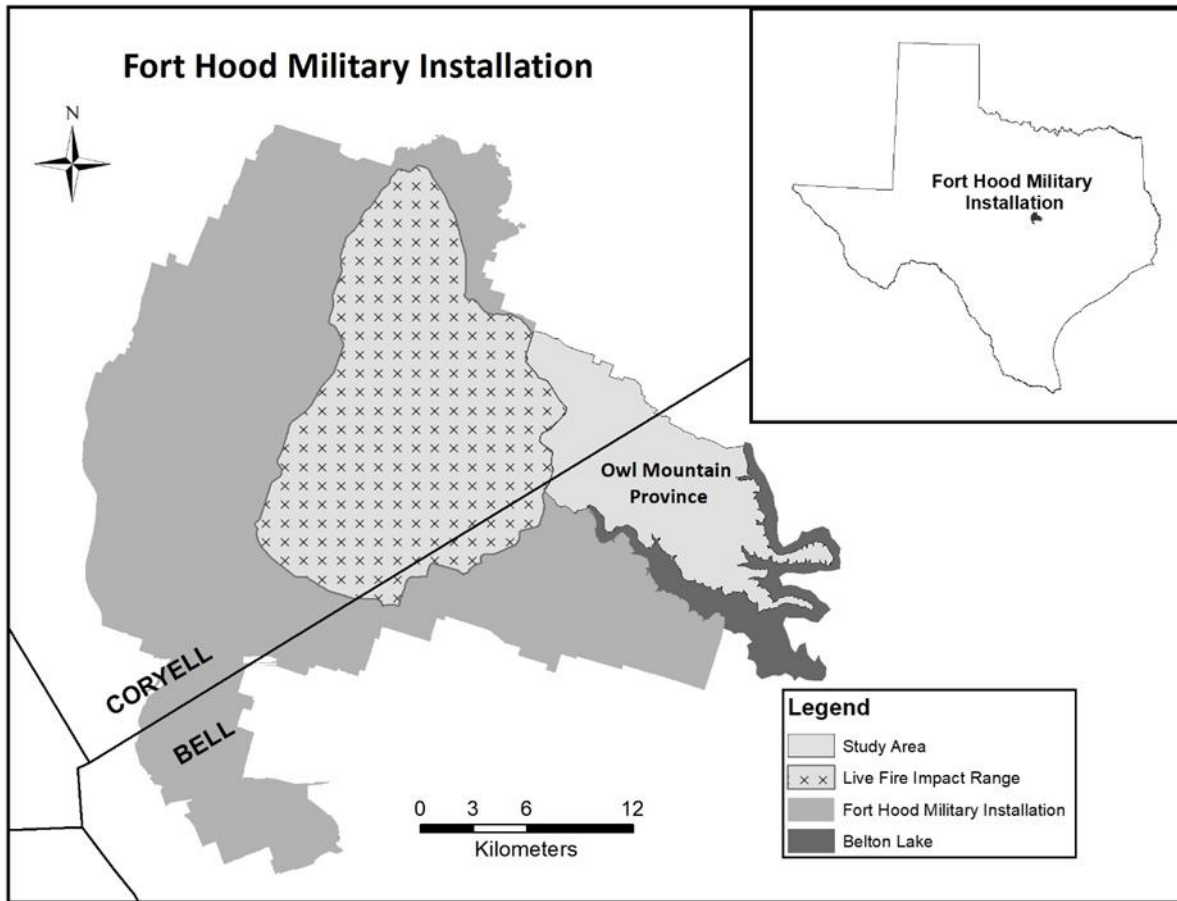 Fort Hood Military Installation
N
Fort Hood Military
Installation
Owl Mountain
Province
CORYELL
BELL
0 3 6 12
Kilometers
Legend
Study Area
Live Fire Impact Range
Fort Hood Military Installation
Belton Lake